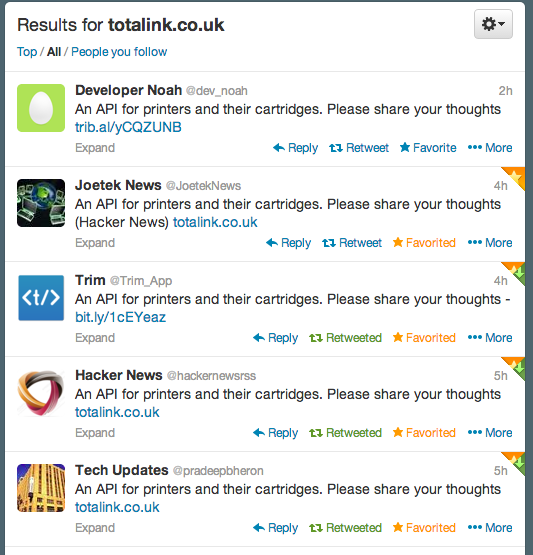 Results for totalink.co.uk
Top / All / People you follow
Developer Noah @dev_noah 2h
An API for printers and their cartridges. Please share your thoughts
trib.al/yCQZUNB
Expand Reply Retweet Favorite More
Joetek News @JoetekNews 4h
An API for printers and their cartridges. Please share your thoughts
(Hacker News) totalink.co.uk
Expand Reply Retweet Favorited More
Trim @Trim_App 4h
An API for printers and their cartridges. Please share your thoughts -
bit.ly/1cEYeaz
Expand Reply Retweeted Favorited More
Hacker News @hackernewsrss 5h
An API for printers and their cartridges. Please share your thoughts
totalink.co.uk
Expand Reply Retweeted Favorited More
Tech Updates @pradeepbheron 5h
An API for printers and their cartridges. Please share your thoughts
totalink.co.uk
Expand Reply Retweeted Favorited More